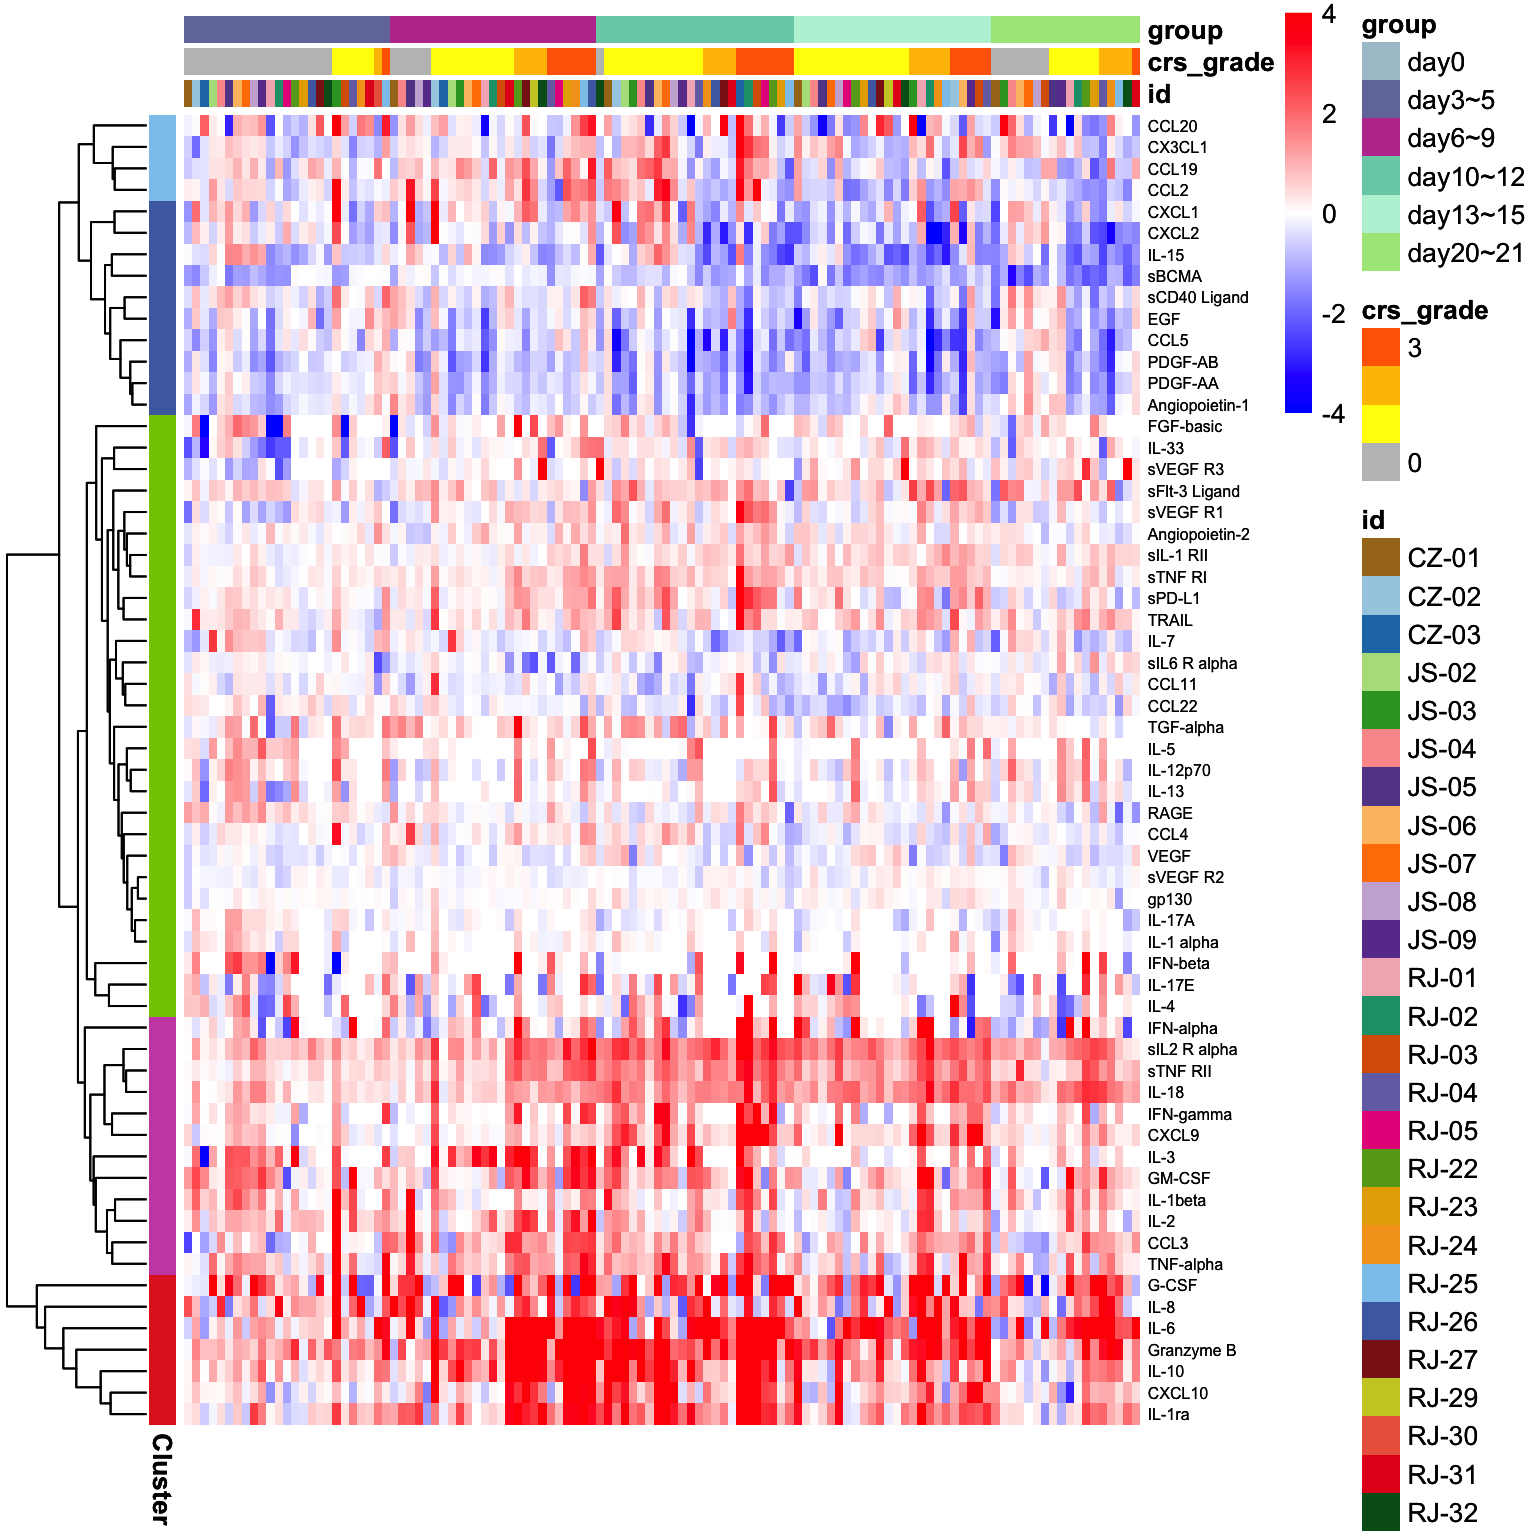 group
crs_grade
id
CCL20
CX3CL1
CCL19
CCL2
CXCL1
CXCL2
IL-15
sBCMA
sCD40 Ligand
EGF
CCL5
PDGF-AB
PDGF-AA
Angiopoietin-1
FGF-basic
IL-33
sVEGF R3
sFlt-3 Ligand
sVEGF R1
Angiopoietin-2
sIL-1 RII
sTNF RI
sPD-L1
TRAIL
IL-7
sIL6 R alpha
CCL11
CCL22
TGF-alpha
IL-5
IL-12p70
IL-13
RAGE
CCL4
VEGF
sVEGF R2
gp130
IL-17A
IL-1 alpha
IFN-beta
IL-17E
IL-4
IFN-alpha
sIL2 R alpha
sTNF RII
IL-18
IFN-gamma
CXCL9
IL-3
GM-CSF
IL-1beta
IL-2
CCL3
TNF-alpha
G-CSF
IL-8
IL-6
Granzyme B
IL-10
CXCL10
IL-1ra
Cluster
4
2
0
-2
-4
group
day0
day3~5
day6~9
day10~12
day13~15
day20~21
crs_grade
3
0
id
CZ-01
CZ-02
CZ-03
JS-02
JS-03
JS-04
JS-05
JS-06
JS-07
JS-08
JS-09
RJ-01
RJ-02
RJ-03
RJ-04
RJ-05
RJ-22
RJ-23
RJ-24
RJ-25
RJ-26
RJ-27
RJ-29
RJ-30
RJ-31
RJ-32